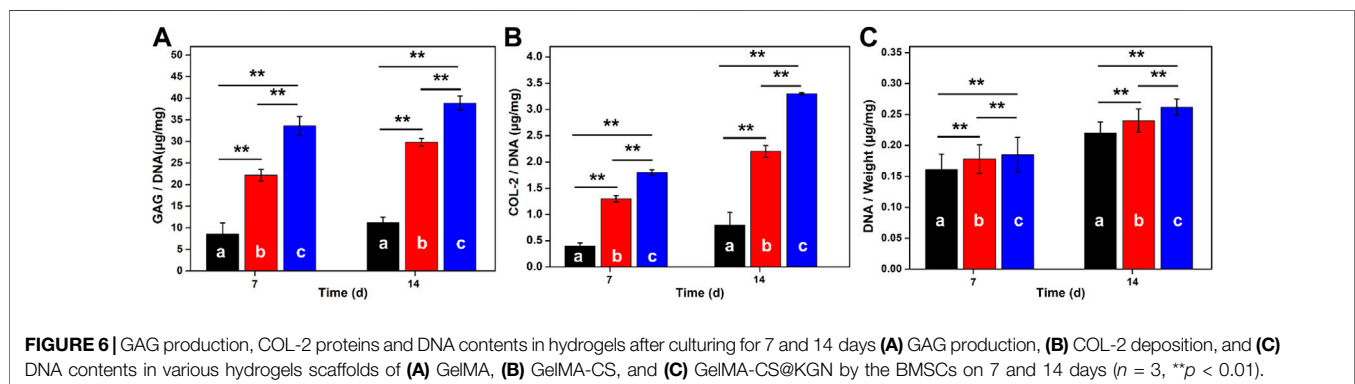 A
GAG / DNA(μg/mg)
50
45
40
35
30
25
20
15
10
5
0
**
**
**
**
**
**
a
b
c
a
b
c
7
14
Time (d)
B
COL-2 / DNA (μg/mg)
4.0
3.5
3.0
2.5
2.0
1.5
1.0
0.5
0.0
**
**
**
**
**
**
a
b
c
a
b
c
7
14
Time (d)
C
DNA / Weight (μg/mg)
0.35
0.30
0.25
0.20
0.15
0.10
0.05
0.00
**
**
**
**
**
**
a
b
c
a
b
c
7
14
Time (d)
FIGURE 6 | GAG production, COL-2 proteins and DNA contents in hydrogels after culturing for 7 and 14 days (A) GAG production, (B) COL-2 deposition, and (C)
DNA contents in various hydrogels scaffolds of (A) GelMA, (B) GelMA-CS, and (C) GelMA-CS@KGN by the BMSCs on 7 and 14 days (n = 3, **p < 0.01).